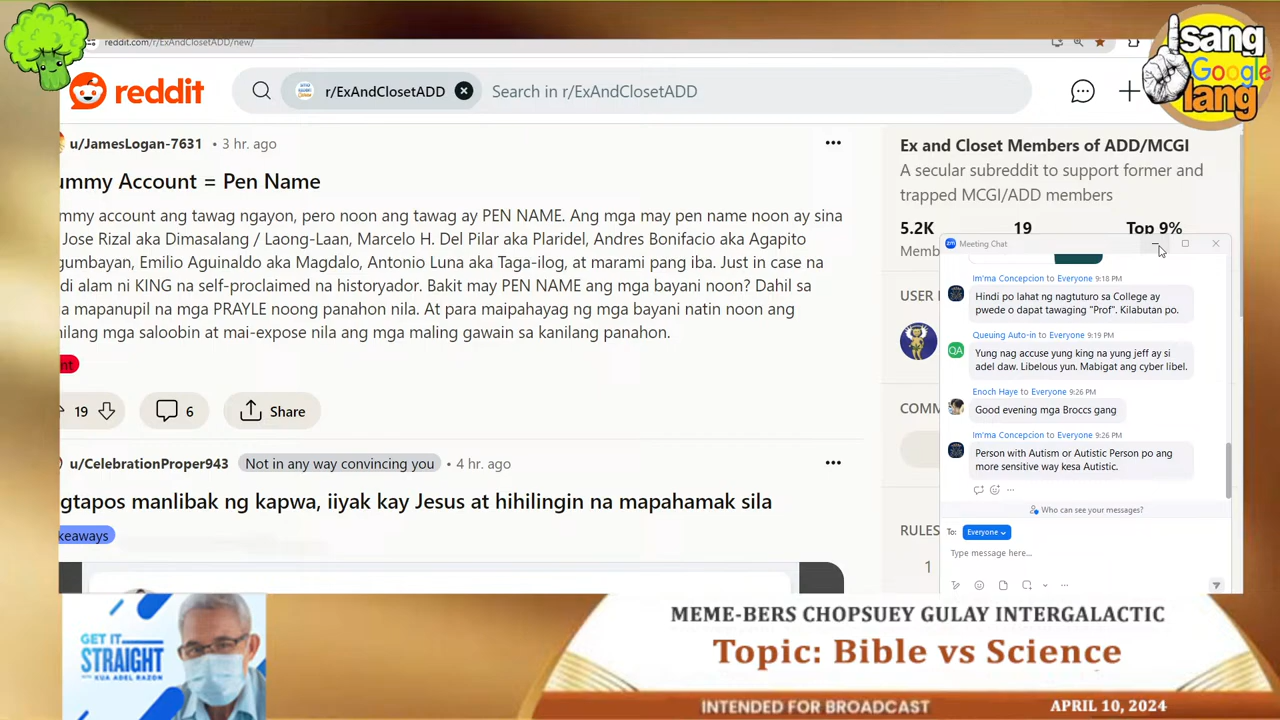 reddit.com/r/ExAndClosetADD/new/
Isang
Google
lang
reddit
r/ExAndClosetADD
Search in r/ExAndClosetADD
u/JamesLogan-7631 • 3 hr. ago
ummy Account = Pen Name
mmy account ang tawag ngayon, pero noon ang tawag ay PEN NAME. Ang mga may pen name noon ay sina
Jose Rizal aka Dimasalang / Laong-Laan, Marcelo H. Del Pilar aka Plaridel, Andres Bonifacio aka Agapito
gumbayan, Emilio Aguinaldo aka Magdalo, Antonio Luna aka Taga-ilog, at marami pang iba. Just in case na
di alam ni KING na self-proclaimed na historyador. Bakit may PEN NAME ang mga bayani noon? Dahil sa
a mapanupil na mga PRAYLE noong panahon nila. At para maipahayag ng mga bayani natin noon ang
nilang mga saloobin at mai-expose nila ang mga maling gawain sa kanilang panahon.
nt
19
6
Share
u/CelebrationProper943 Not in any way convincing you • 4 hr. ago
gtapos manlibak ng kapwa, iiyak kay Jesus at hihilingin na mapahamak sila
keaways
Ex and Closet Members of ADD/MCGI
A secular subreddit to support former and
trapped MCGI/ADD members
5.2K 19 Top 9%
Memb
USER
COMM
RULES
1
zm Meeting Chat
Im'ma Concepcion to Everyone 9:18 PM
Hindi po lahat ng nagtuturo sa College ay
pwede o dapat tawaging "Prof". Kilabutan po.
Queuing Auto-in to Everyone 9:19 PM
QA
Yung nag accuse yung king na yung jeff ay si
adel daw. Libelous yun. Mabigat ang cyber libel.
Enoch Haye to Everyone 9:26 PM
Good evening mga Broccs gang
Im'ma Concepcion to Everyone 9:26 PM
Person with Autism or Autistic Person po ang
more sensitive way kesa Autistic.
Who can see your messages?
To: Everyone
Type message here...
GET IT
STRAIGHT
WITH KUA ADEL RAZON
MEME-BERS CHOPSUEY GULAY INTERGALACTIC
Topic: Bible vs Science
INTENDED FOR BROADCAST
APRIL 10, 2024